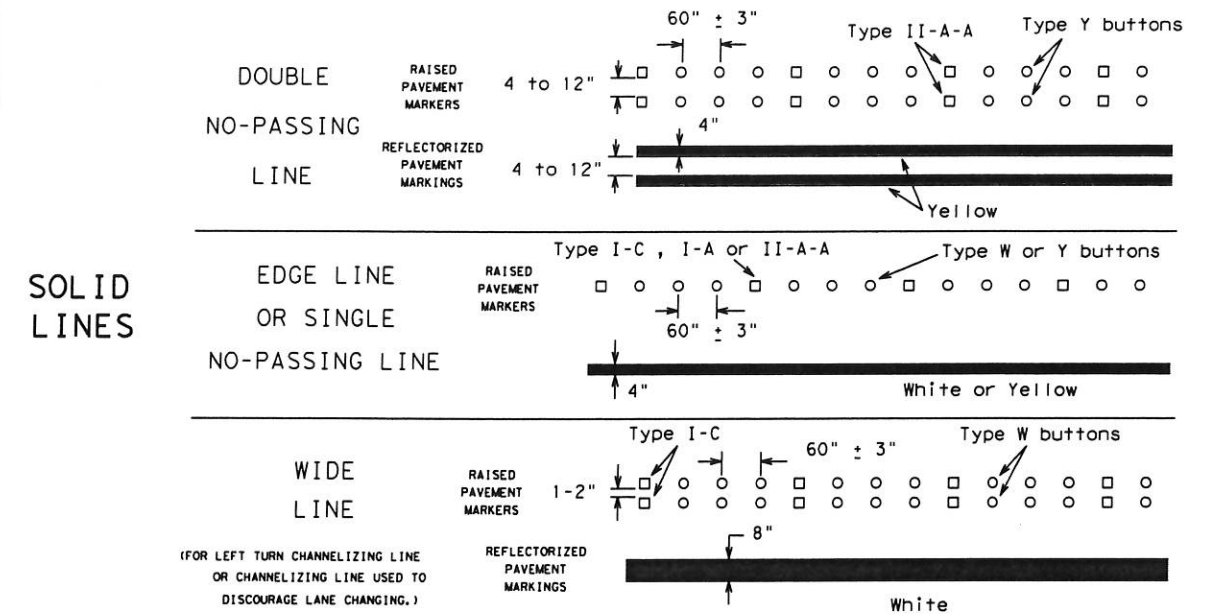 SOLID
LINES
DOUBLE
NO-PASSING
LINE
RAISED
PAVEMENT
MARKERS
4 to 12"
60" ± 3"
Type II-A-A
Type Y buttons
REFLECTORIZED
PAVEMENT
MARKINGS
4 to 12"
4"
Yellow
EDGE LINE
OR SINGLE
NO-PASSING LINE
RAISED
PAVEMENT
MARKERS
Type I-C , I-A or II-A-A
Type W or Y buttons
60" ± 3"
4"
White or Yellow
WIDE
LINE
(FOR LEFT TURN CHANNELIZING LINE
OR CHANNELIZING LINE USED TO
DISCOURAGE LANE CHANGING.)
RAISED
PAVEMENT
MARKERS
1-2"
Type I-C
60" ± 3"
Type W buttons
REFLECTORIZED
PAVEMENT
MARKINGS
8"
White